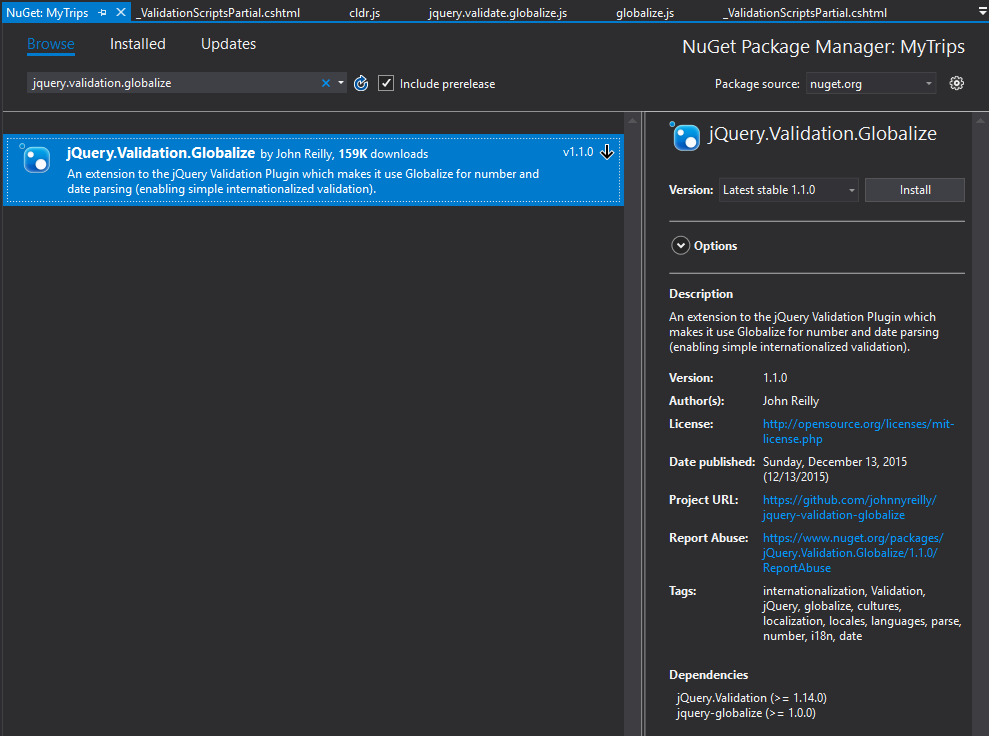 NuGet: MyTrips
_ValidationScriptsPartial.cshtml
cldr.js
jquery.validate.globalize.js
globalize.js
_ValidationScriptsPartial.cshtml
Browse
Installed
Updates
NuGet Package Manager: MyTrips
jquery.validation.globalize
Include prerelease
Package source:
nuget.org
jQuery.Validation.Globalize by John Reilly, 159K downloads
v1.1.0
An extension to the jQuery Validation Plugin which makes it use Globalize for number and
date parsing (enabling simple internationalized validation).
jQuery.Validation.Globalize
Version:
Latest stable 1.1.0
Install
Options
Description
An extension to the jQuery Validation Plugin which
makes it use Globalize for number and date parsing
(enabling simple internationalized validation).
Version: 1.1.0
Author(s): John Reilly
License: http://opensource.org/licenses/mit-
license.php
Date published: Sunday, December 13, 2015
(12/13/2015)
Project URL: https://github.com/johnnyreilly/
jquery-validation-globalize
Report Abuse: https://www.nuget.org/packages/
jQuery.Validation.Globalize/1.1.0/
ReportAbuse
Tags: internationalization, Validation,
jQuery, globalize, cultures,
localization, locales, languages, parse,
number, i18n, date
Dependencies
jQuery.Validation (>= 1.14.0)
jquery-globalize (>= 1.0.0)